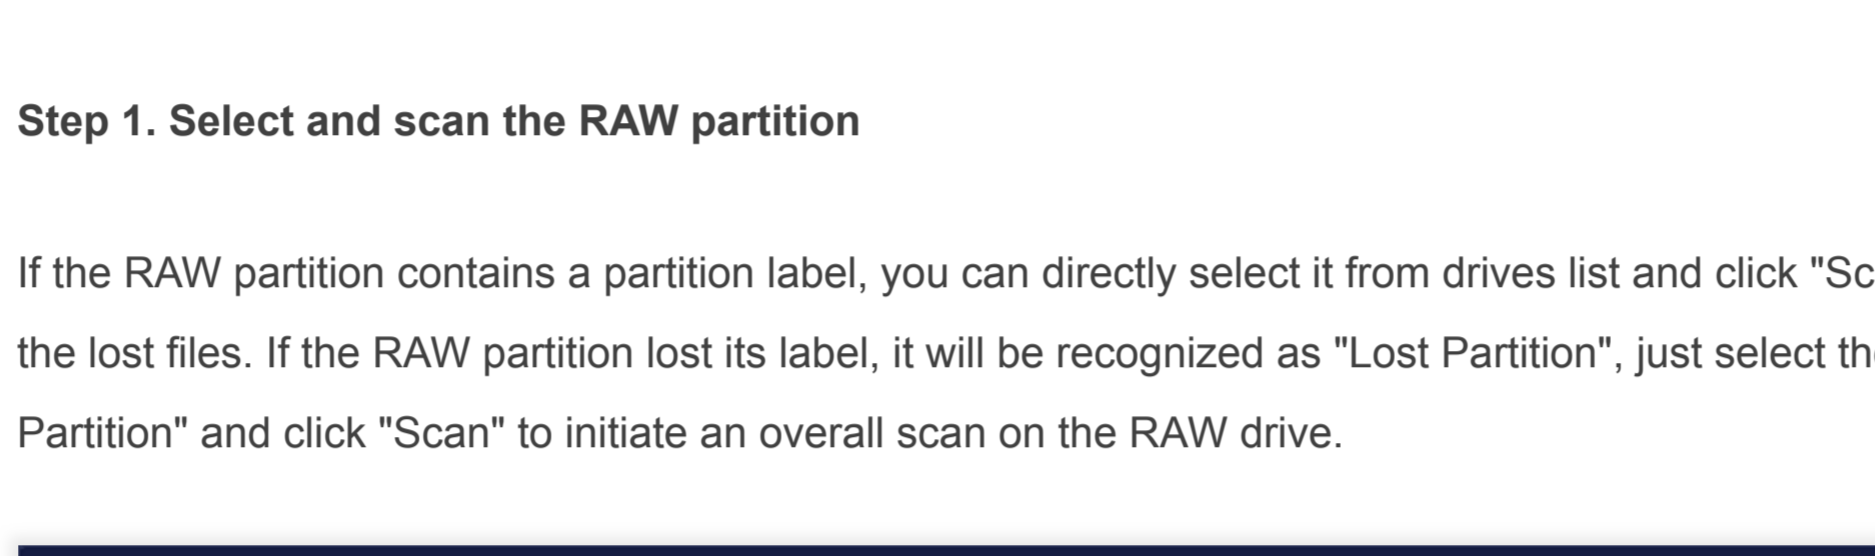 Step 1. Select and scan the RAW partition
If the RAW partition contains a partition label, you can directly select it from drives list and click "Sc
the lost files. If the RAW partition lost its label, it will be recognized as "Lost Partition", just select th
Partition" and click "Scan" to initiate an overall scan on the RAW drive.